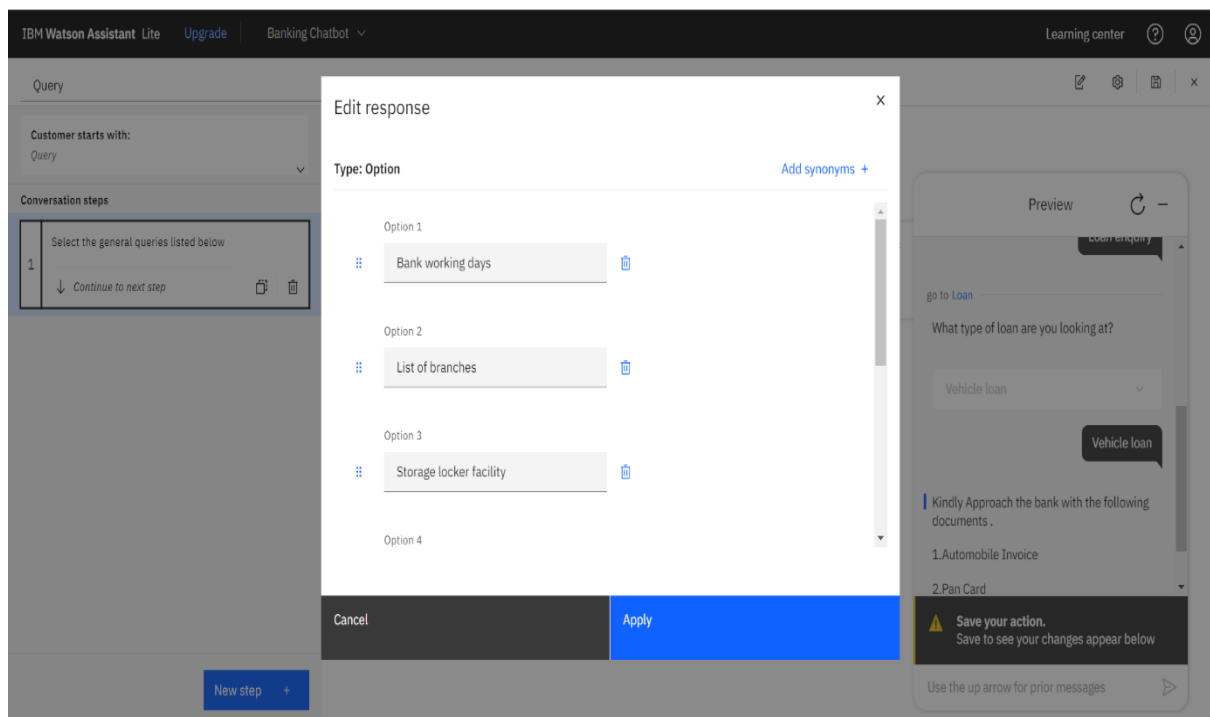 IBM Watson Assistant Lite Upgrade Banking Chatbot Learning center
Query
Customer starts with:
Query
Conversation steps
1
Select the general queries listed below
Continue to next step
New step +
Edit response
X
Type: Option
Add synonyms +
Option 1
Bank working days
Option 2
List of branches
Option 3
Storage locker facility
Option 4
Cancel
Apply
Preview
Loan enquiry
go to Loan
What type of loan are you looking at?
Vehicle loan
Vehicle loan
Kindly Approach the bank with the following
documents .
1.Automobile Invoice
2.Pan Card
Save your action.
Save to see your changes appear below
Use the up arrow for prior messages